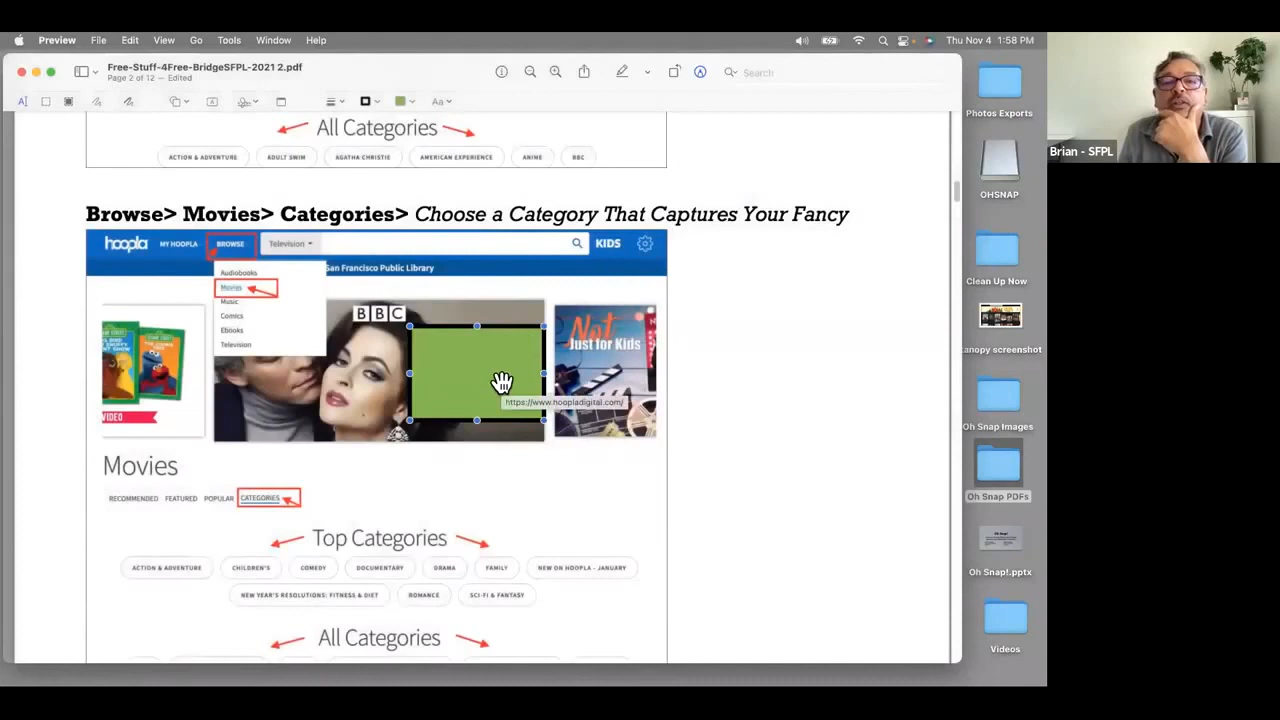 Preview File Edit View Go Tools Window Help
Thu Nov 4 1:58 PM
Free-Stuff-4Free-BridgeSFPL-2021 2.pdf
Page 2 of 12 — Edited
Search
All Categories
ACTION & ADVENTURE ADULT SWIM AGATHA CHRISTIE AMERICAN EXPERIENCE ANIME BBC
Browse> Movies> Categories> Choose a Category That Captures Your Fancy
hoopla MY HOOPLA BROWSE Television KIDS
San Francisco Public Library
Audiobooks
Movies
Music
Comics
Ebooks
Television
BBC
Not
Just for Kids
VIDEO
https://www.hoopladigital.com/
Movies
RECOMMENDED FEATURED POPULAR CATEGORIES
Top Categories
ACTION & ADVENTURE CHILDREN'S COMEDY DOCUMENTARY DRAMA FAMILY NEW ON HOOPLA - JANUARY
NEW YEAR'S RESOLUTIONS: FITNESS & DIET ROMANCE SCI-FI & FANTASY
All Categories
Photos Exports
OHSNAP
Clean Up Now
canopy screenshot
Oh Snap Images
Oh Snap PDFs
Oh Snap!.pptx
Videos
Brian - SFPL